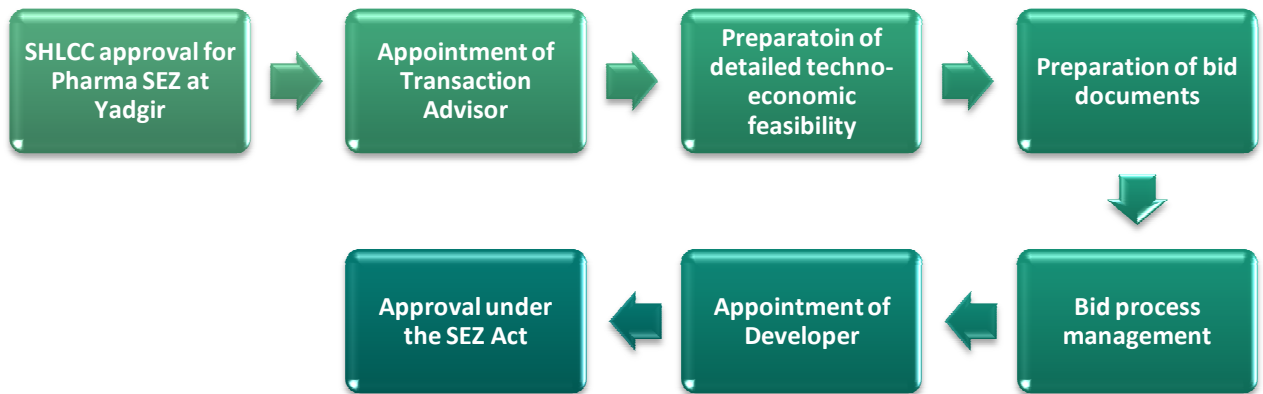 SHLCC approval for
Pharma SEZ at
Yadgir
Appointment of
Transaction
Advisor
Preparatoin of
detailed techno-
economic
feasibility
Preparation of bid
documents
Bid process
management
Appointment of
Developer
Approval under
the SEZ Act